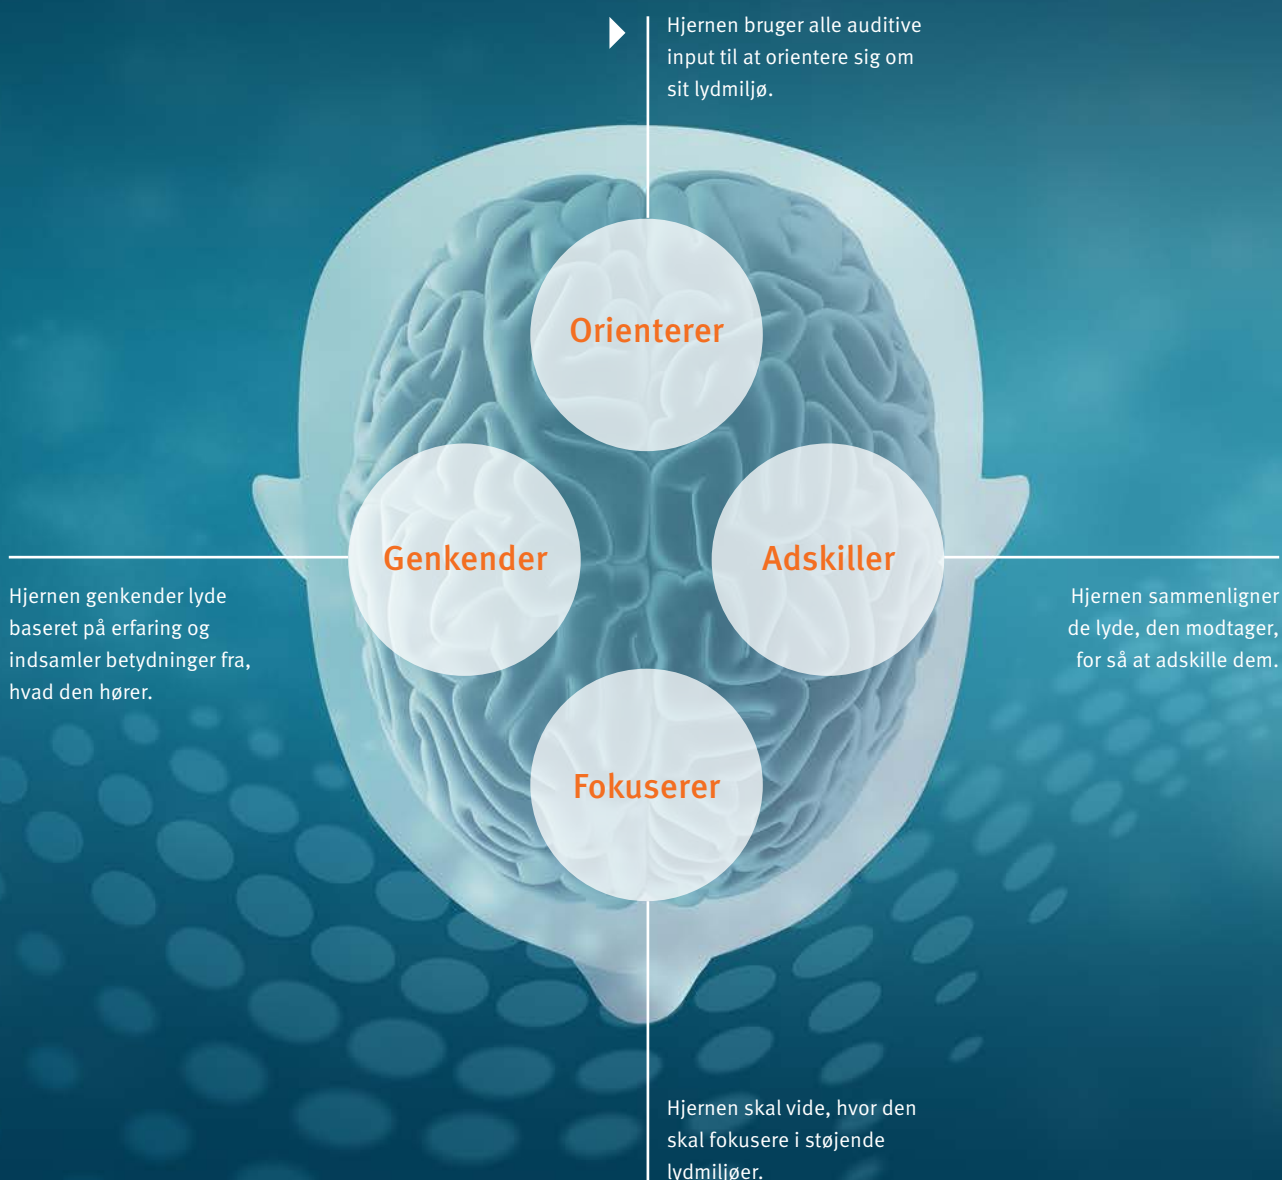 Hjernen bruger alle auditive
input til at orientere sig om
sit lydmiljø.
Orienterer
Genkender
Adskiller
Hjernen genkender lyde
baseret på erfaring og
indsamler betydninger fra,
hvad den hører.
Hjernen sammenligner
de lyde, den modtager,
for så at adskille dem.
Fokuserer
Hjernen skal vide, hvor den
skal fokusere i støjende
lydmiljøer.